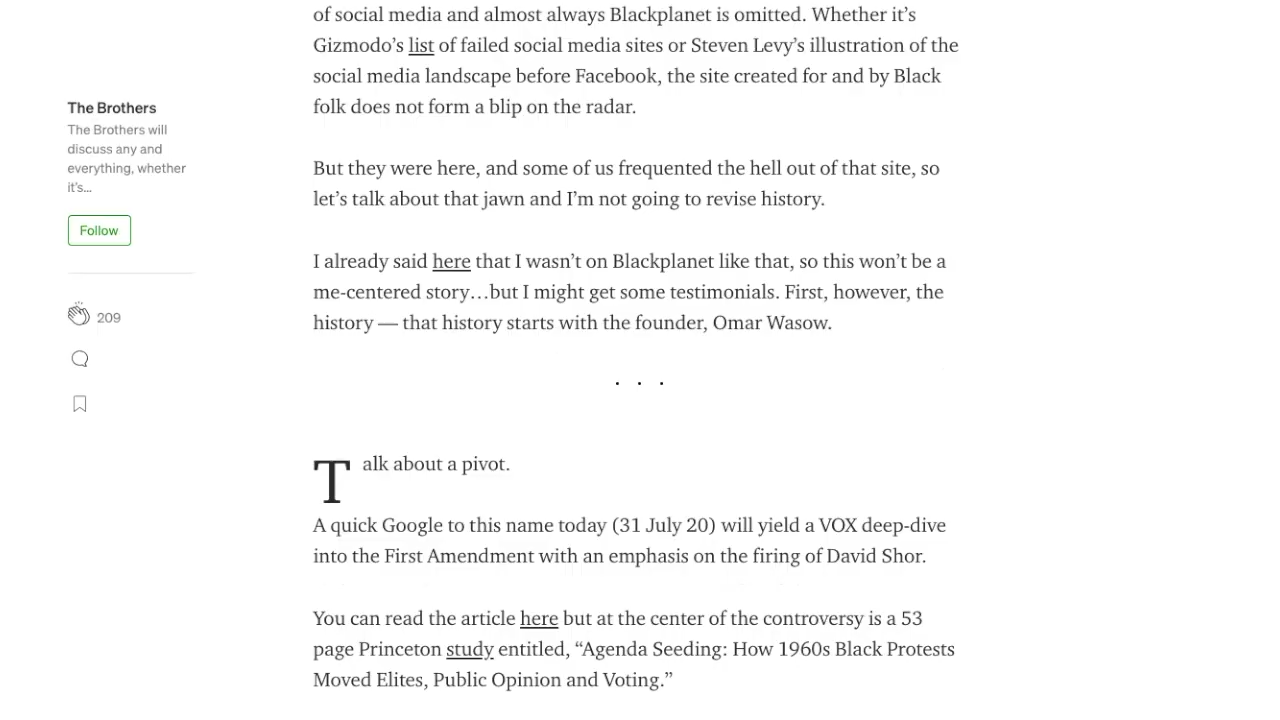 of social media and almost always Blackplanet is omitted. Whether it’s
Gizmodo’s list of failed social media sites or Steven Levy’s illustration of the
social media landscape before Facebook, the site created for and by Black
folk does not form a blip on the radar.
The Brothers
The Brothers will
discuss any and
everything, whether
it’s...
Follow
209
But they were here, and some of us frequented the hell out of that site, so
let’s talk about that jawn and I’m not going to revise history.
I already said here that I wasn’t on Blackplanet like that, so this won’t be a
me-centered story…but I might get some testimonials. First, however, the
history — that history starts with the founder, Omar Wasow.
. . .
Talk about a pivot.
A quick Google to this name today (31 July 20) will yield a VOX deep-dive
into the First Amendment with an emphasis on the firing of David Shor.
You can read the article here but at the center of the controversy is a 53
page Princeton study entitled, “Agenda Seeding: How 1960s Black Protests
Moved Elites, Public Opinion and Voting.”